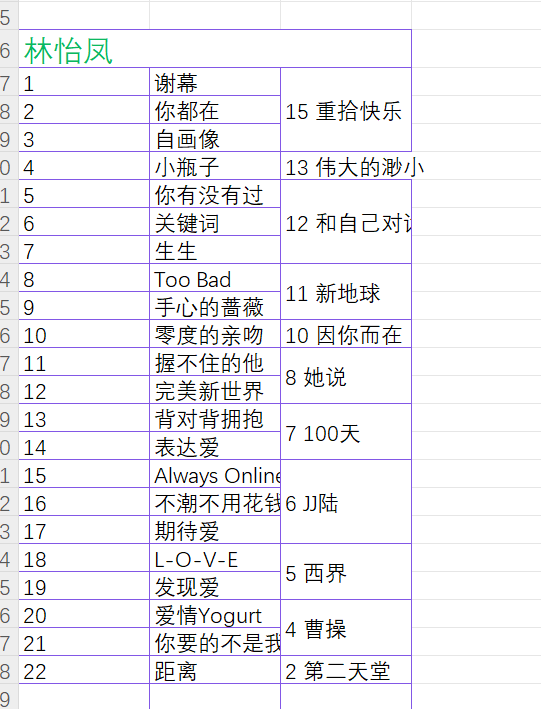 5
6 林怡凤
7 1 谢幕
8 2 你都在 15 重拾快乐
9 3 自画像
0 4 小瓶子 13 伟大的渺小
1 5 你有没有过
2 6 关键词 12 和自己对
3 7 生生
4 8 Too Bad
5 9 手心的蔷薇 11 新地球
6 10 零度的亲吻 10 因你而在
7 11 握不住的他
8 12 完美新世界 8 她说
9 13 背对背拥抱
0 14 表达爱 7 100天
1 15 Always Online
2 16 不潮不用花钱 6 JJ陆
3 17 期待爱
4 18 L-O-V-E
5 19 发现爱 5 西界
6 20 爱情Yogurt
7 21 你要的不是我 4 曹操
8 22 距离 2 第二天堂
9